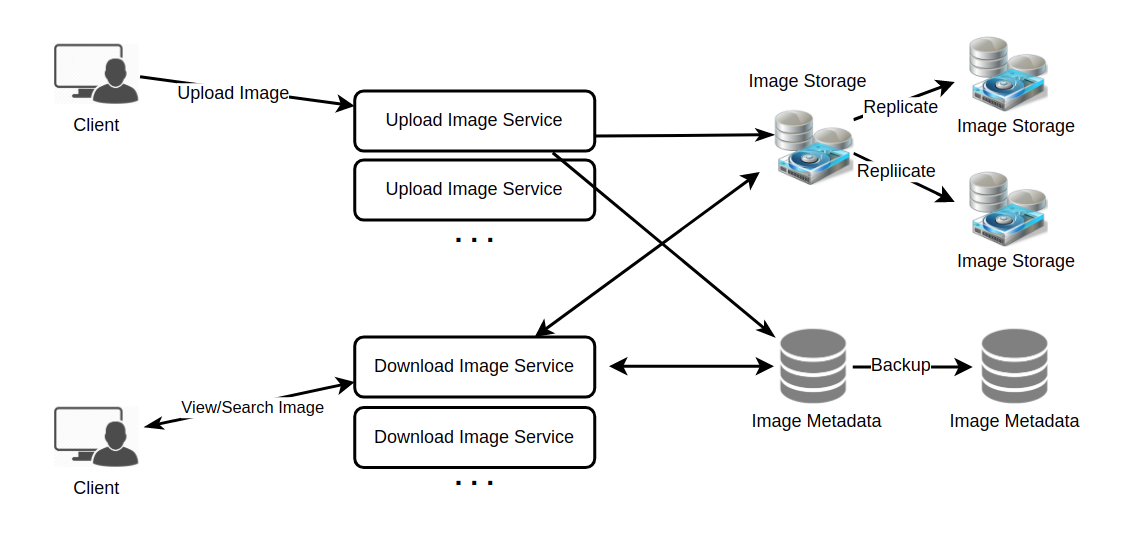 Image Storage
Upload Image
Replicate
Client
Upload Image Service
Image Storage
Repliicate
Upload Image Service
. . .
Image Storage
Download Image Service
Backup
View/Search Image
Image Metadata
Image Metadata
Download Image Service
Client
. . .